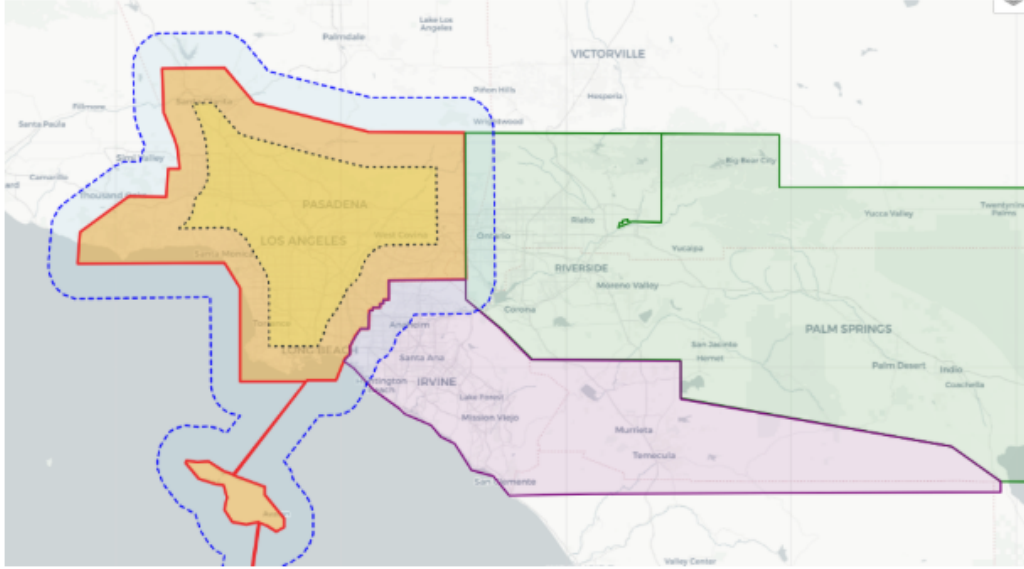 Lake Los
Angeles
Palmdale
VICTORVILLE
Piñon Hills
Hesperia
Fillmore
Santa Paula
Wrightwood
Simi Valley
Big Bear City
Camarillo
Thousand Oaks
PASADENA
Rialto
Yucca Valley
Twentynine
Palms
LOS ANGELES
West Covina
Ontario
Santa Monica
Yucaipa
RIVERSIDE
Moreno Valley
Corona
Torrance
Anaheim
PALM SPRINGS
LONG BEACH
Santa Ana
San Jacinto
Hemet
Palm Desert
Indio
Coachella
Huntington
Beach
IRVINE
Lake Forest
Mission Viejo
Murrieta
Temecula
San Clemente
Avalon
Valley Center